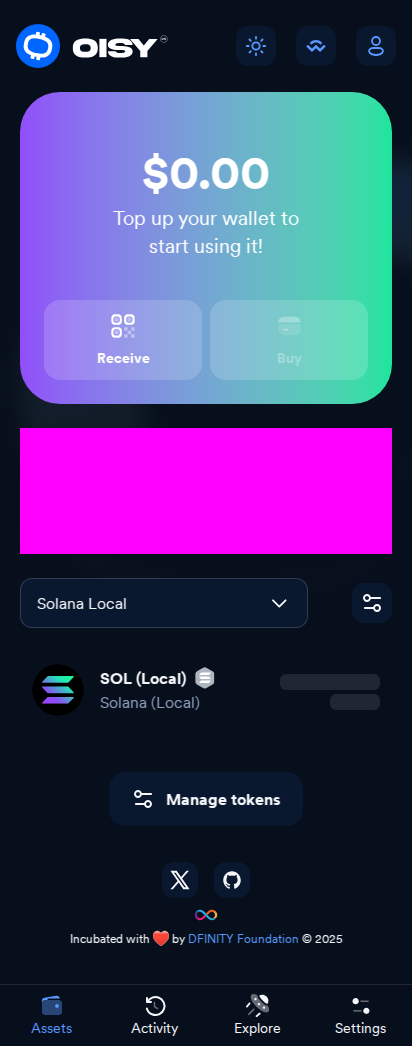 OISY
$0.00
Top up your wallet to
start using it!
Receive
Buy
Solana Local
SOL (Local)
Solana (Local)
Manage tokens
Incubated with ❤️ by DFINITY Foundation © 2025
Assets
Activity
Explore
Settings